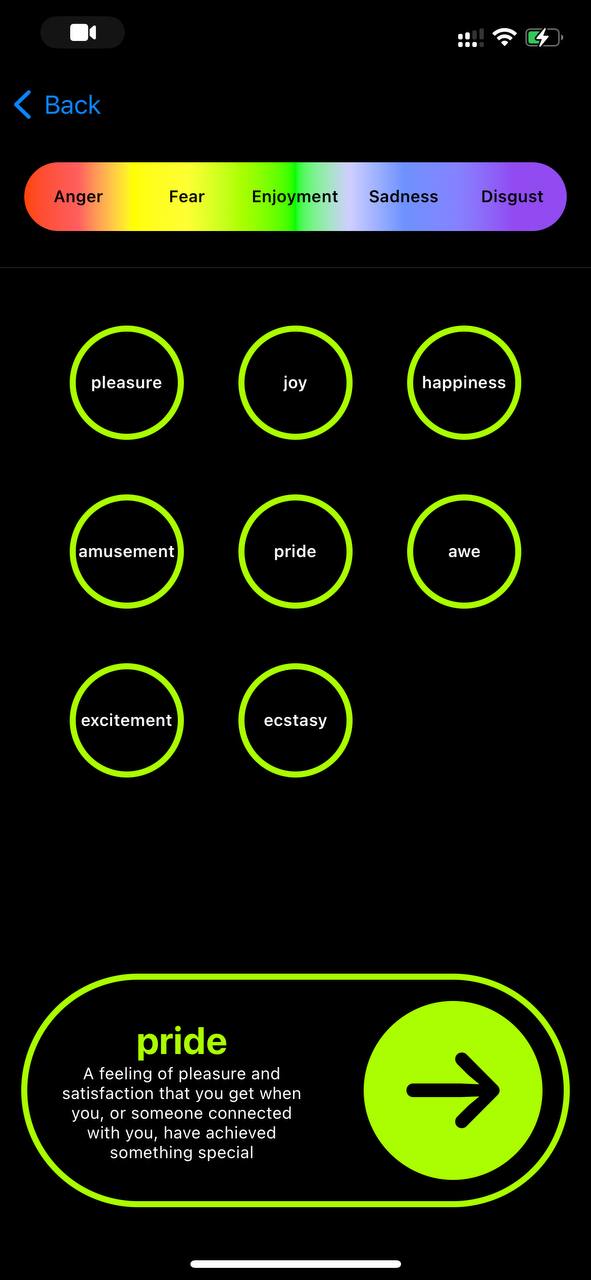 Back
Anger Fear Enjoyment Sadness Disgust
pleasure joy happiness
amusement pride awe
excitement ecstasy
pride
A feeling of pleasure and
satisfaction that you get when
you, or someone connected
with you, have achieved
something special